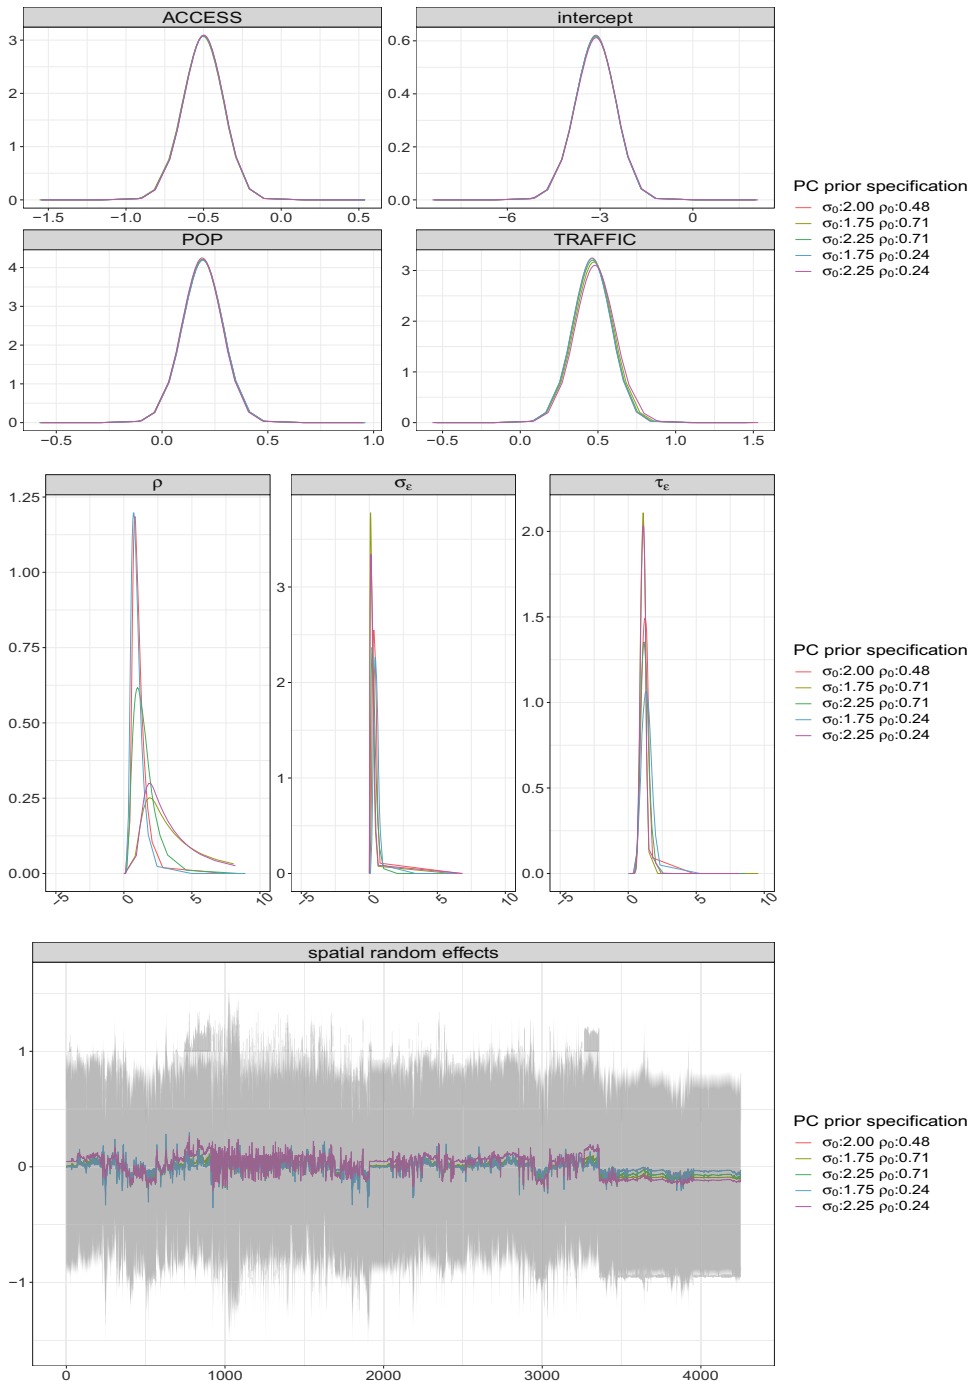 ACCESS
intercept
3
2
1
0
−1.5 −1.0 −0.5 0.0 0.5
0.6
0.4
0.2
0.0
−6 −3 0
POP
TRAFFIC
4
3
2
1
0
−0.5 0.0 0.5 1.0
3
2
1
0
−0.5 0.0 0.5 1.0 1.5
PC prior specification
σ₀:2.00 ρ₀:0.48
σ₀:1.75 ρ₀:0.71
σ₀:2.25 ρ₀:0.71
σ₀:1.75 ρ₀:0.24
σ₀:2.25 ρ₀:0.24
ρ
σε
τε
1.25
1.00
0.75
0.50
0.25
0.00
−5 0 5 10
3
2
1
0
−5 0 5 10
2.0
1.5
1.0
0.5
0.0
−5 0 5 10
PC prior specification
σ₀:2.00 ρ₀:0.48
σ₀:1.75 ρ₀:0.71
σ₀:2.25 ρ₀:0.71
σ₀:1.75 ρ₀:0.24
σ₀:2.25 ρ₀:0.24
spatial random effects
1
0
−1
0 1000 2000 3000 4000
PC prior specification
σ₀:2.00 ρ₀:0.48
σ₀:1.75 ρ₀:0.71
σ₀:2.25 ρ₀:0.71
σ₀:1.75 ρ₀:0.24
σ₀:2.25 ρ₀:0.24